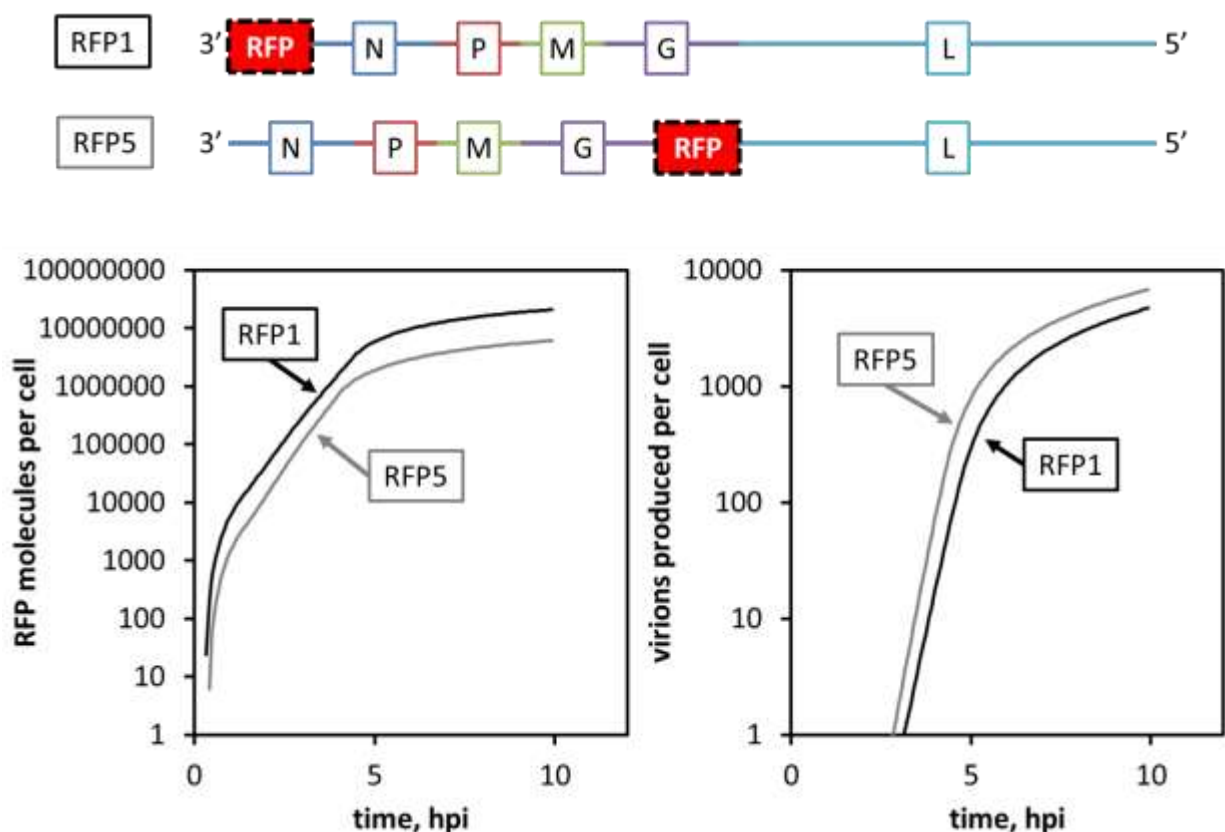 RFP1 3’ RFP N P M G L 5’
RFP5 3’ N P M G RFP L 5’
100000000
10000000
1000000
100000
10000
1000
100
10
1
RFP molecules per cell
RFP1
RFP5
0 5 10
time, hpi
10000
1000
100
10
1
virions produced per cell
RFP5
RFP1
0 5 10
time, hpi